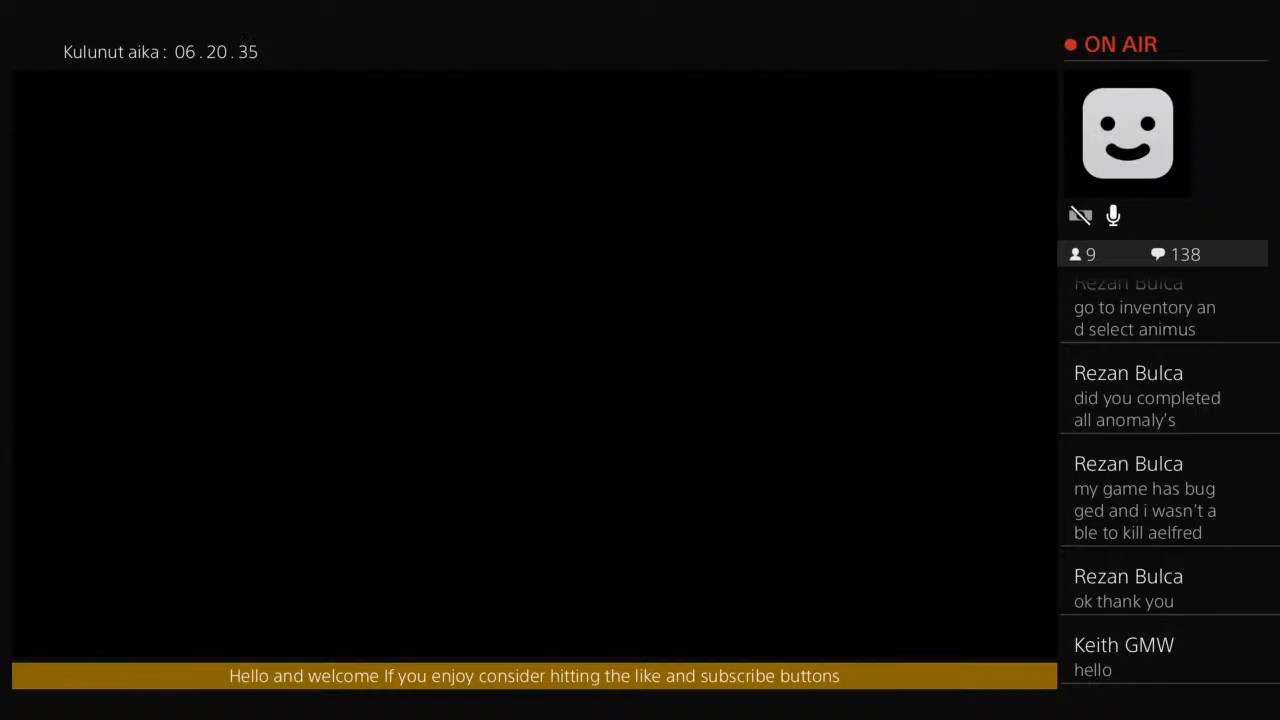 Kulunut aika : 06 . 20 . 35
ON AIR
9 138
Rezan Bulca
go to inventory an
d select animus
Rezan Bulca
did you completed
all anomaly's
Rezan Bulca
my game has bug
ged and i wasn't a
ble to kill aelfred
Rezan Bulca
ok thank you
Keith GMW
hello
Hello and welcome If you enjoy consider hitting the like and subscribe buttons